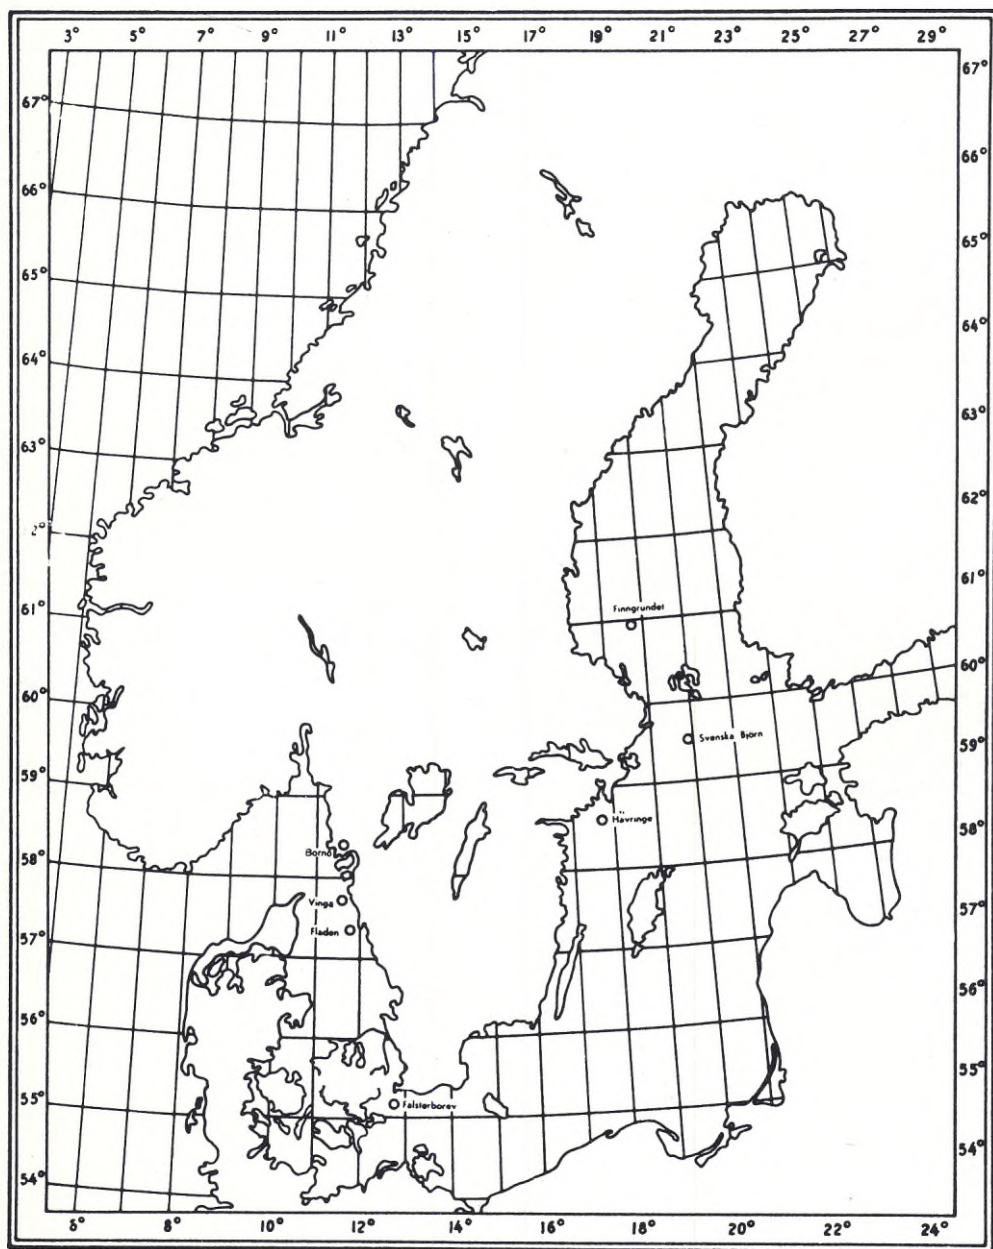 3° 5° 7° 9° 11° 13° 15° 17° 19° 21° 23° 25° 27° 29°
67° 67°
66° 66°
65° 65°
64° 64°
63° 63°
2° 62°
61° 61°
Finngrundet
60° 60°
Svenska Björn
59° 59°
Hävringe
58° 58°
Bornö
Vinga
57° 57°
Fladen
56° 56°
55° 55°
Falsterborev
54° 54°
6° 8° 10° 12° 14° 16° 18° 20° 22° 24°